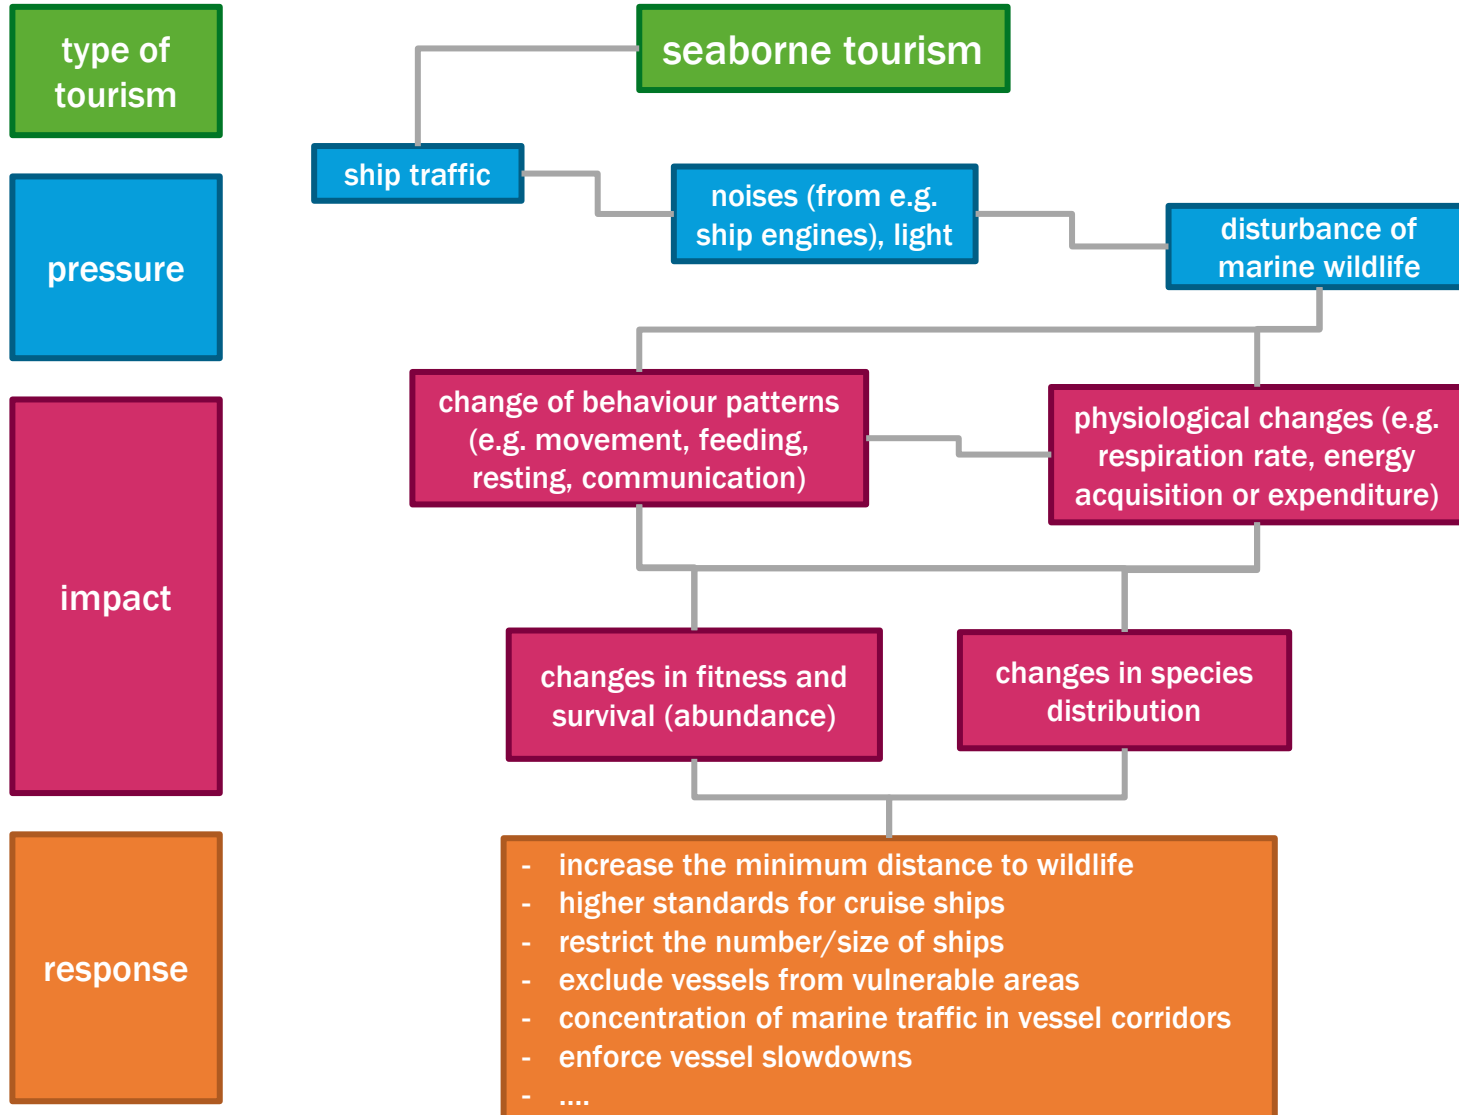 type of
tourism
seaborne tourism
pressure
ship traffic
noises (from e.g.
ship engines), light
disturbance of
marine wildlife
impact
change of behaviour patterns
(e.g. movement, feeding,
resting, communication)
physiological changes (e.g.
respiration rate, energy
acquisition or expenditure)
changes in fitness and
survival (abundance)
changes in species
distribution
response
- increase the minimum distance to wildlife
- higher standards for cruise ships
- restrict the number/size of ships
- exclude vessels from vulnerable areas
- concentration of marine traffic in vessel corridors
- enforce vessel slowdowns
- ....